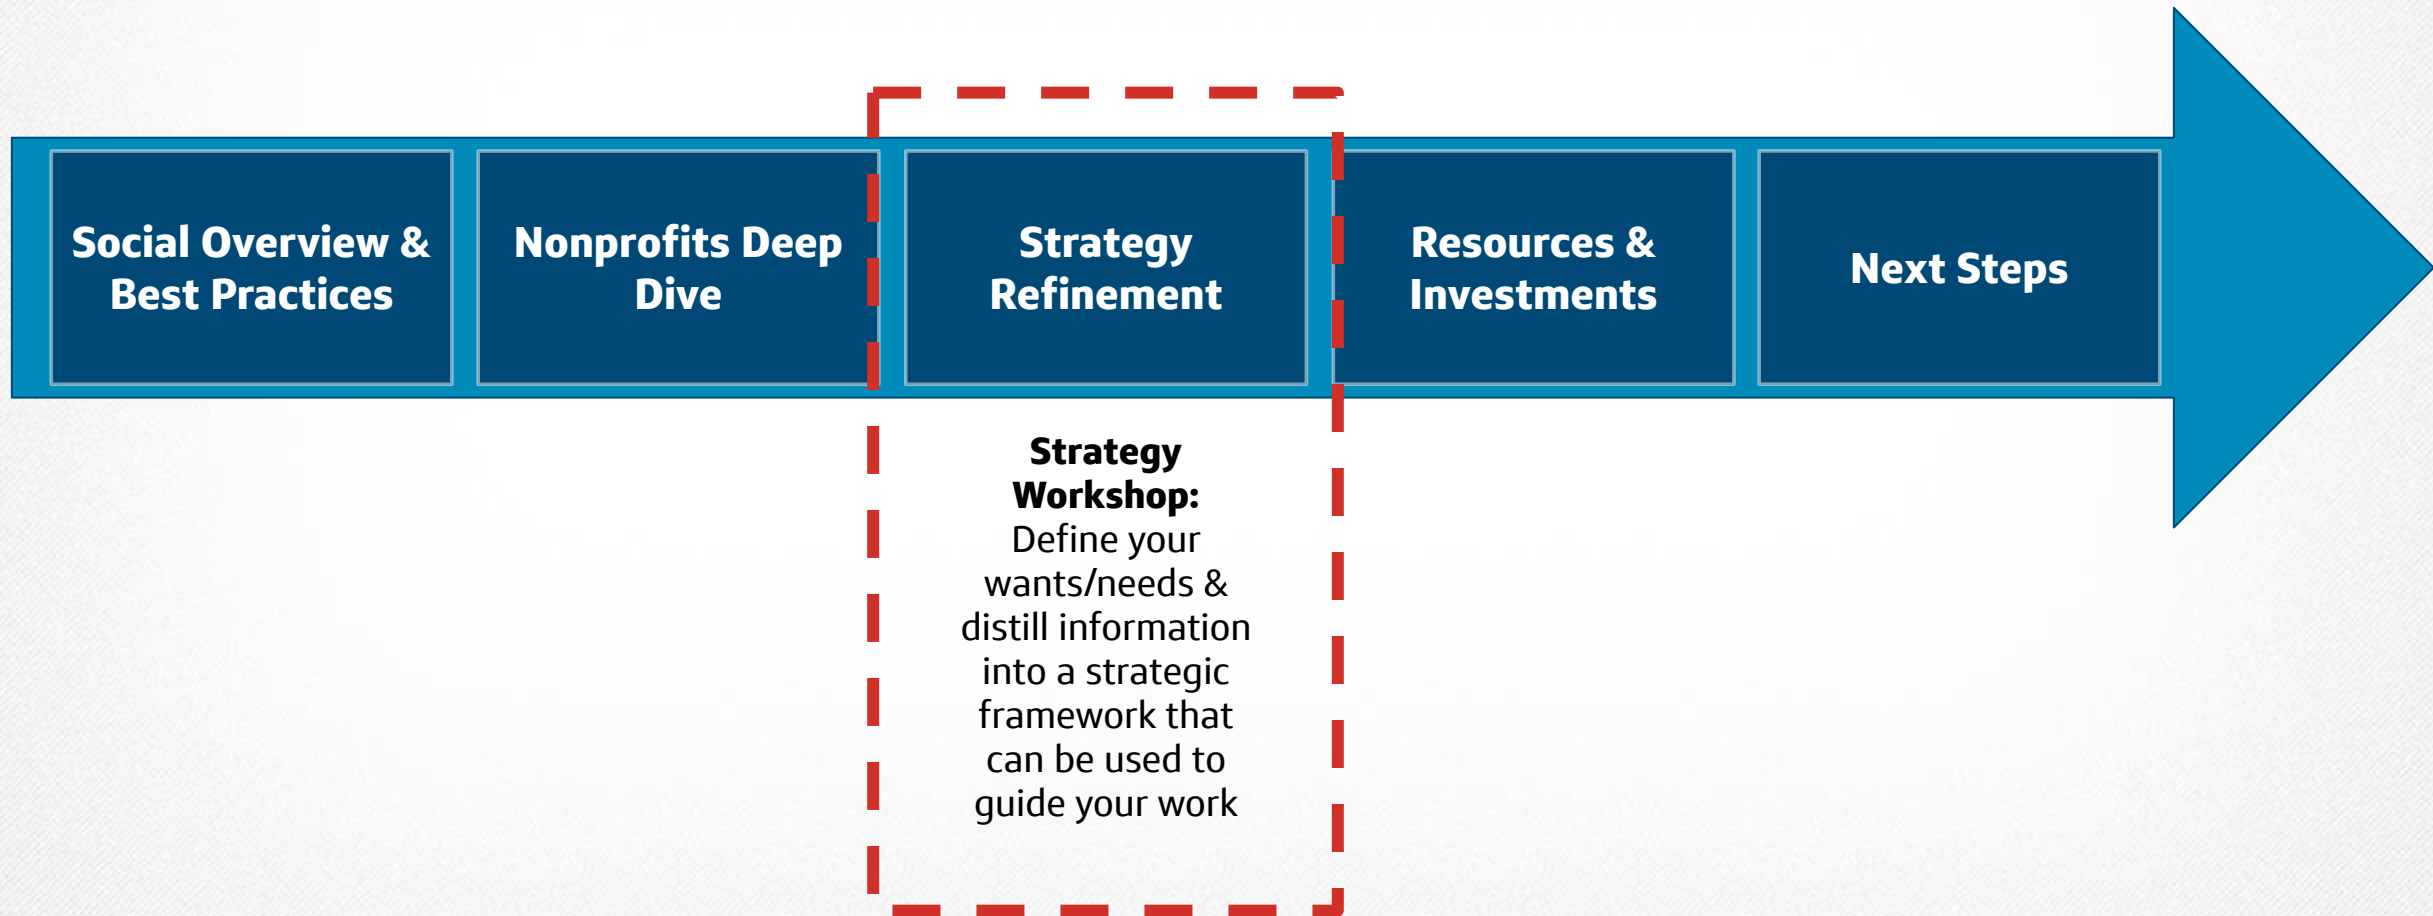 Social Overview &
Best Practices
Nonprofits Deep
Dive
Strategy
Refinement
Resources &
Investments
Next Steps
Strategy
Workshop:
Define your
wants/needs &
distill information
into a strategic
framework that
can be used to
guide your work